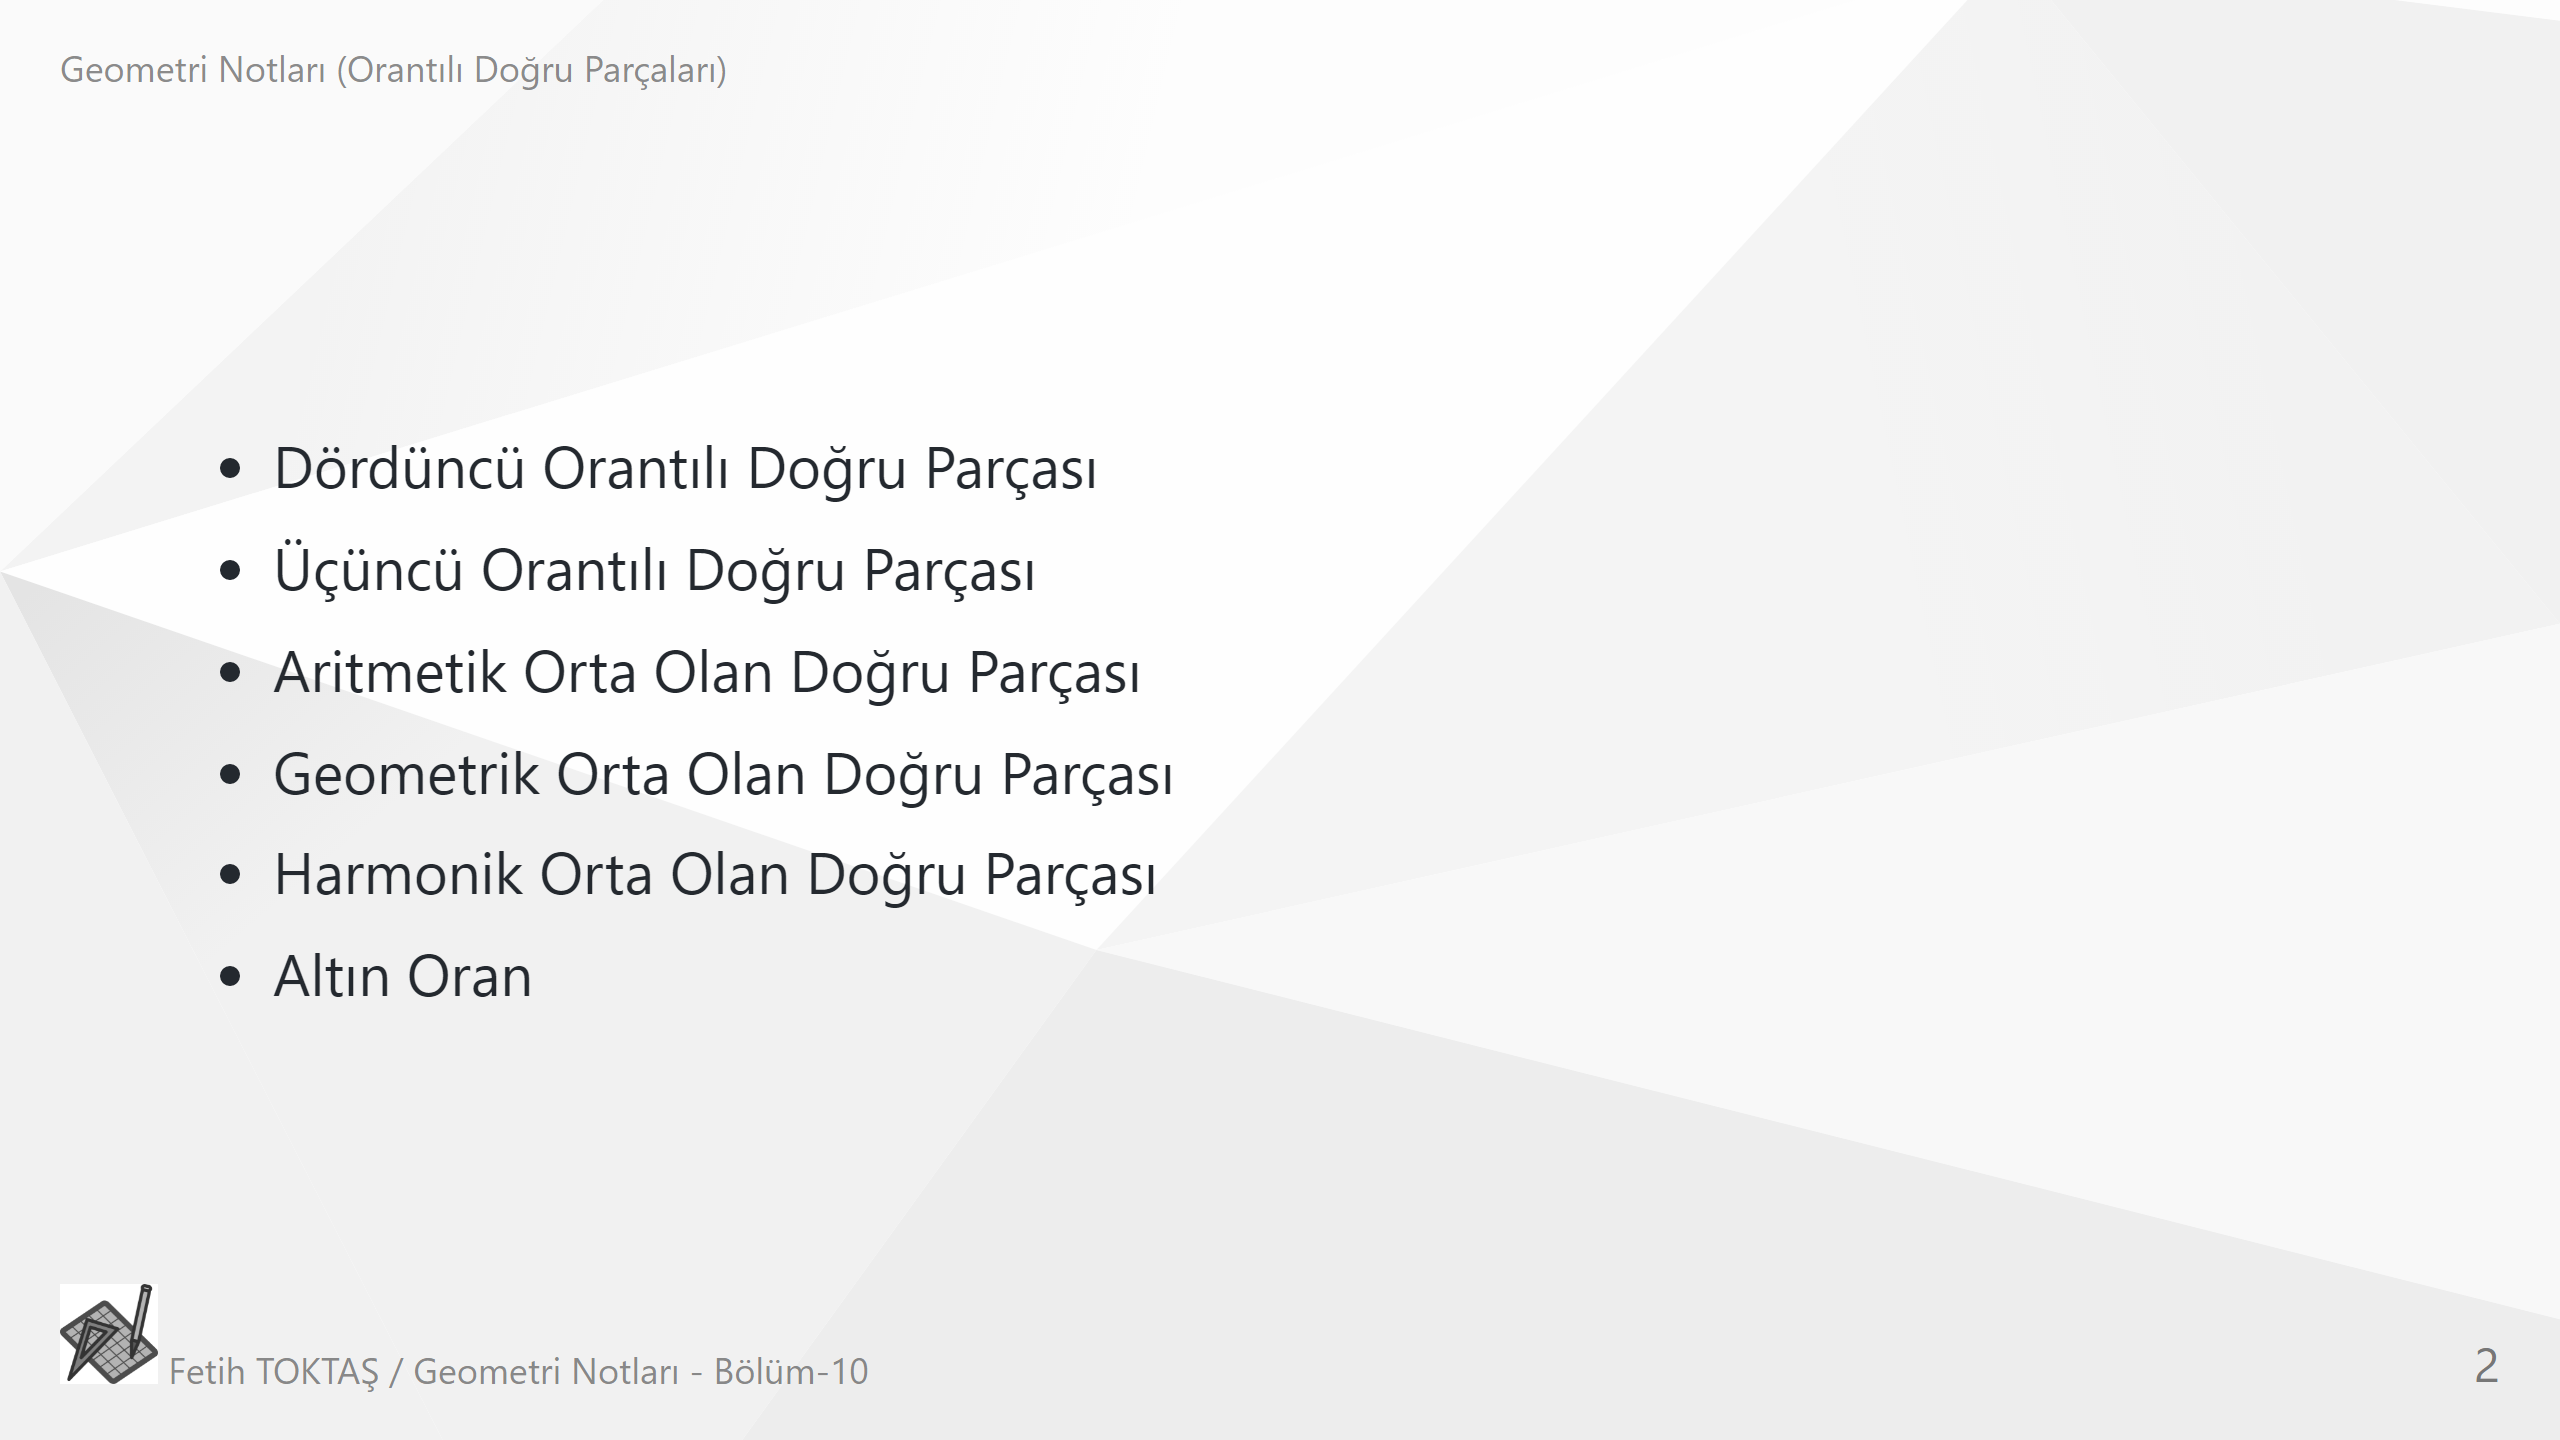 Geometri Notları (Orantılı Doğru Parçaları)
• Dördüncü Orantılı Doğru Parçası
• Üçüncü Orantılı Doğru Parçası
• Aritmetik Orta Olan Doğru Parçası
• Geometrik Orta Olan Doğru Parçası
• Harmonik Orta Olan Doğru Parçası
• Altın Oran
Fetih TOKTAŞ / Geometri Notları - Bölüm-10
2